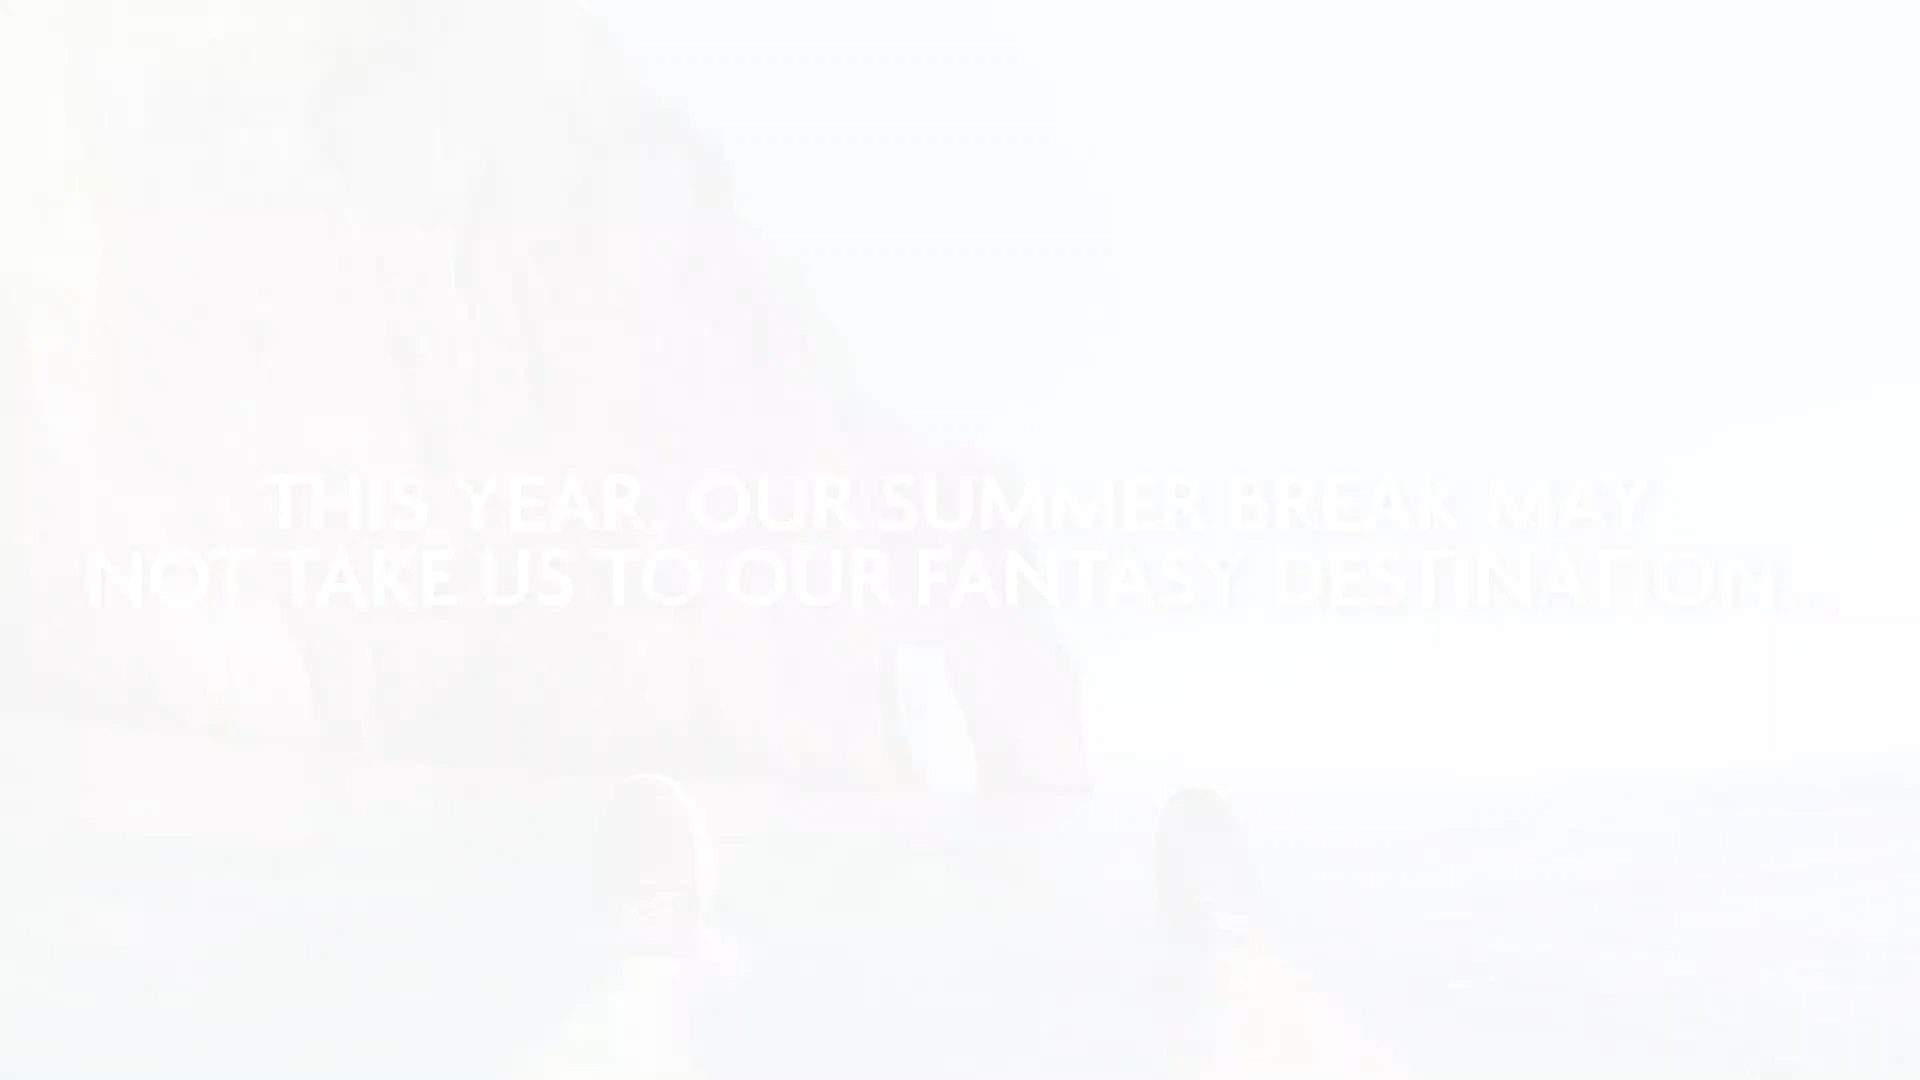 THIS YEAR, OUR SUMMER BREAK MAY
NOT TAKE US TO OUR FANTASY DESTINATION...